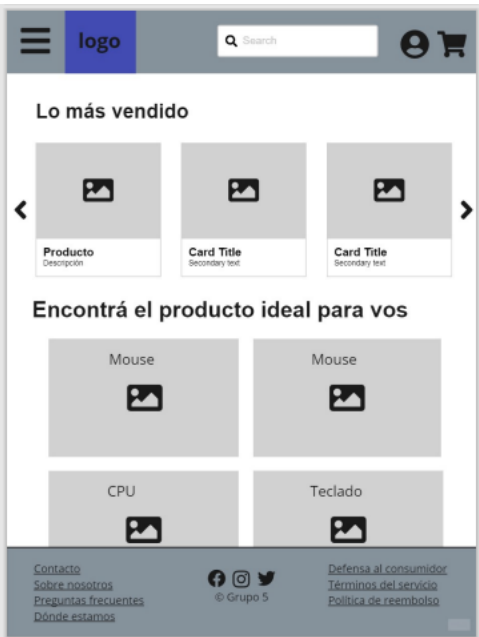 logo
Search
Lo más vendido
Producto
Descripción
Card Title
Secondary text
Card Title
Secondary text
Encontrá el producto ideal para vos
Mouse
Mouse
CPU
Teclado
Contacto
Sobre nosotros
Preguntas frecuentes
Dónde estamos
© Grupo 5
Defensa al consumidor
Términos del servicio
Política de reembolso